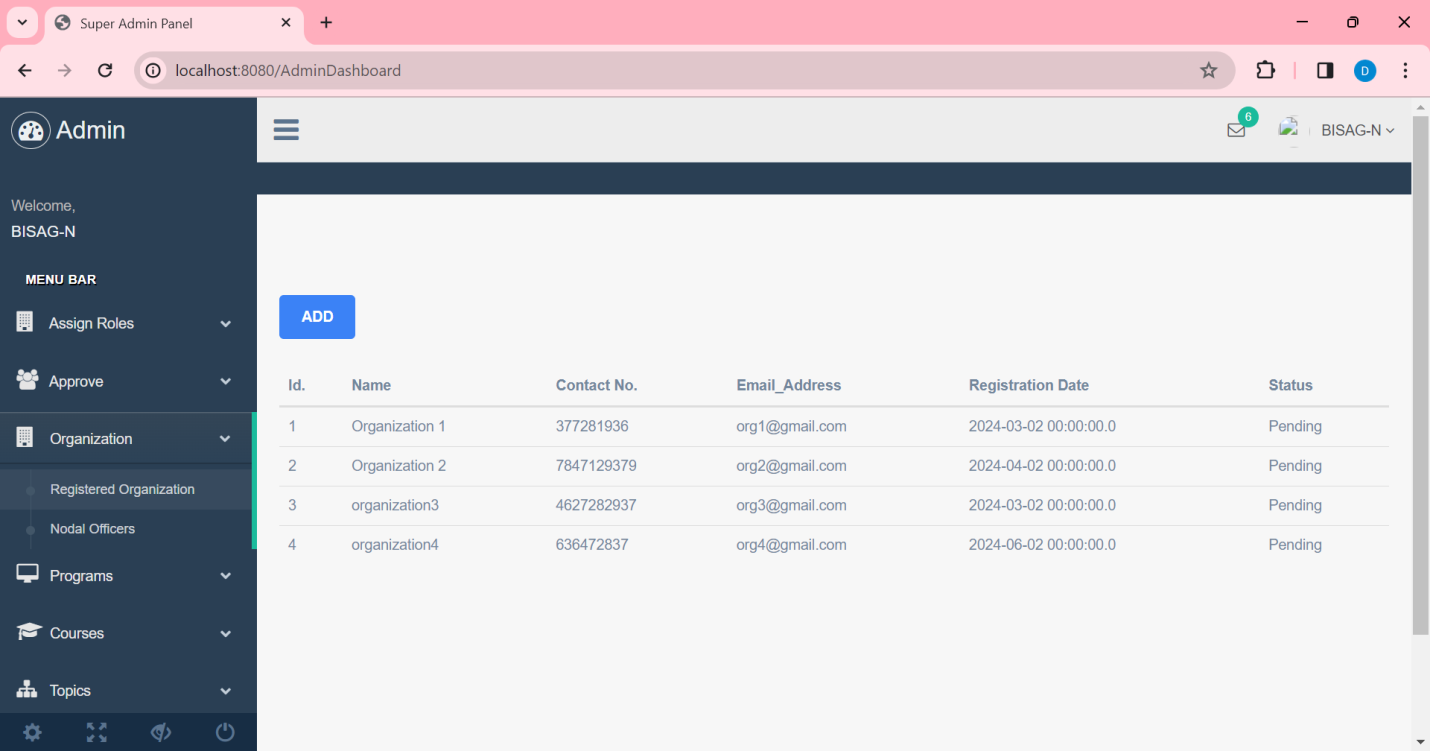 Super Admin Panel
localhost:8080/AdminDashboard
D
Admin
6
BISAG-N
Welcome,
BISAG-N
MENU BAR
Assign Roles
Approve
Organization
Registered Organization
Nodal Officers
Programs
Courses
Topics
ADD
Id. Name Contact No. Email_Address Registration Date Status
1 Organization 1 377281936 org1@gmail.com 2024-03-02 00:00:00.0 Pending
2 Organization 2 7847129379 org2@gmail.com 2024-04-02 00:00:00.0 Pending
3 organization3 4627282937 org3@gmail.com 2024-03-02 00:00:00.0 Pending
4 organization4 636472837 org4@gmail.com 2024-06-02 00:00:00.0 Pending